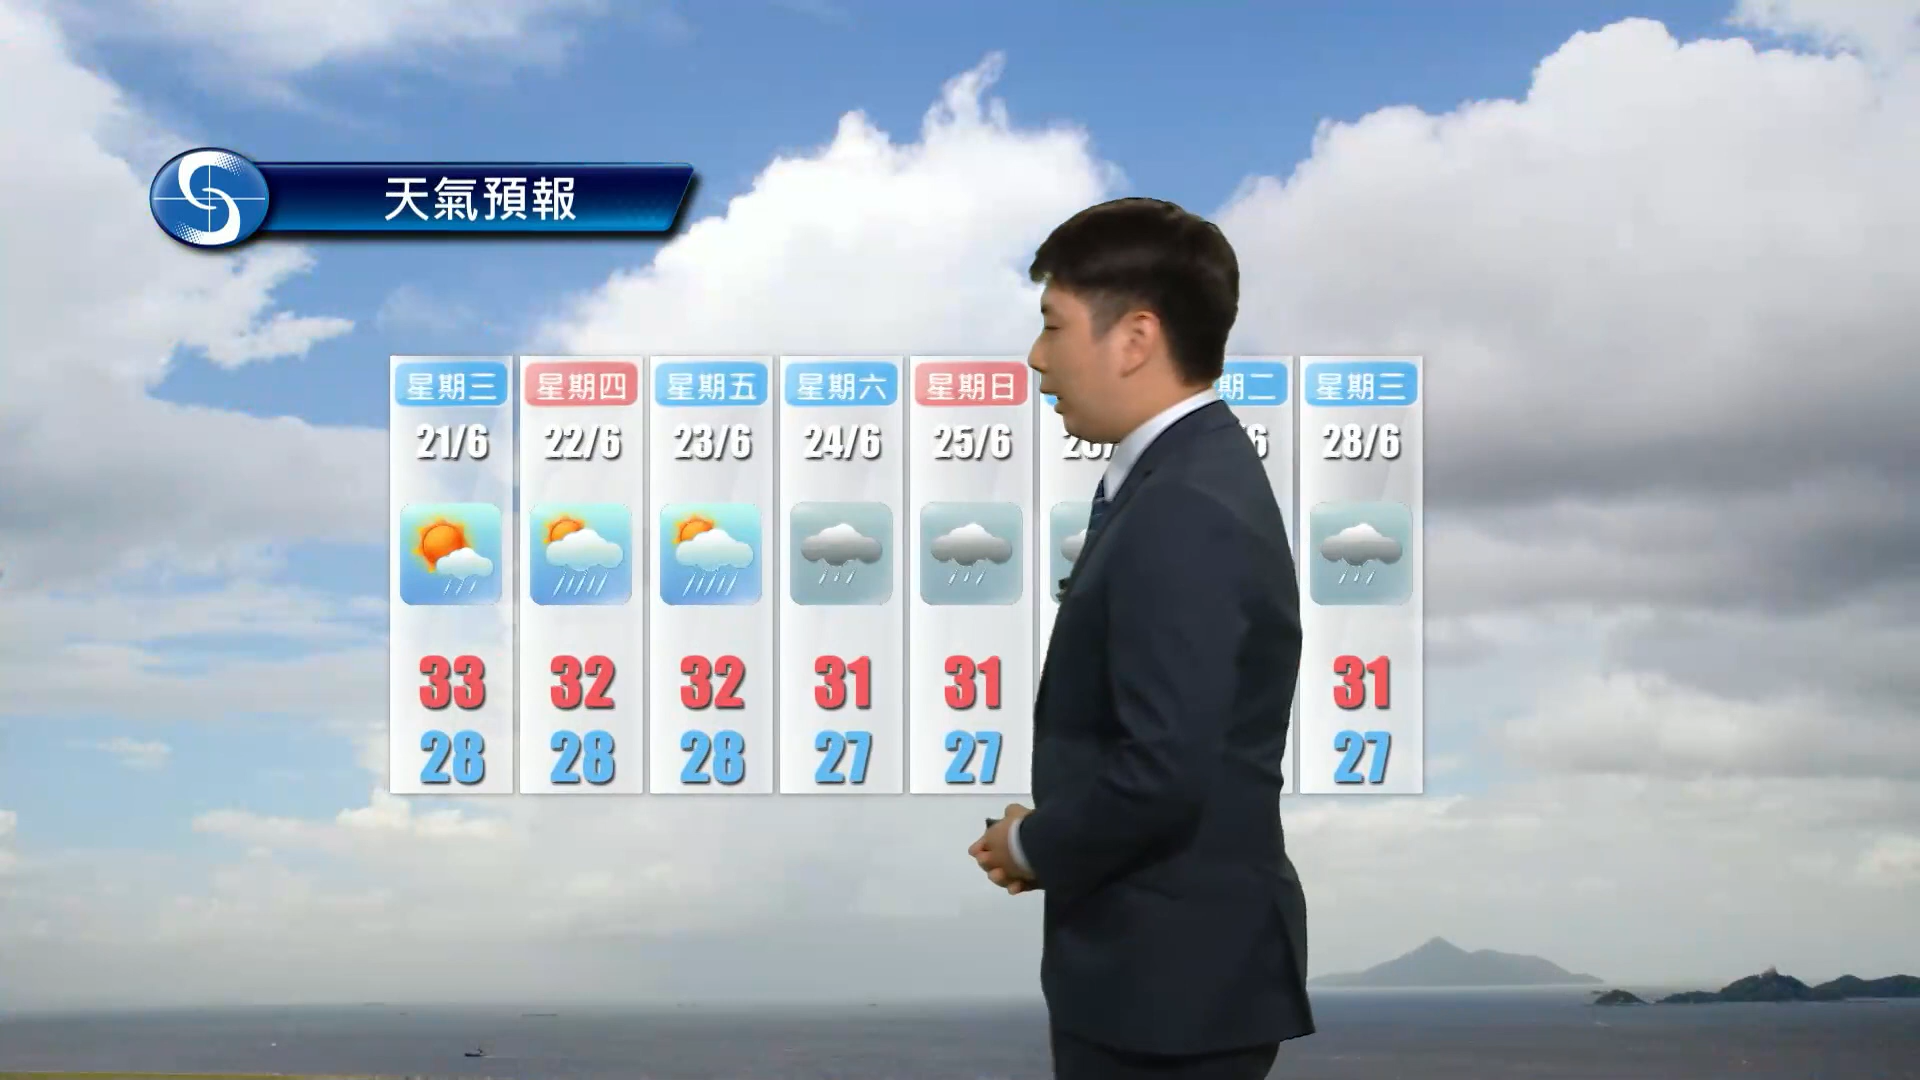 天氣預報
星期三 星期四 星期五 星期六 星期日 期二 星期三
21/6 22/6 23/6 24/6 25/6 28/6
33 32 32 31 31 31
28 28 28 27 27 27